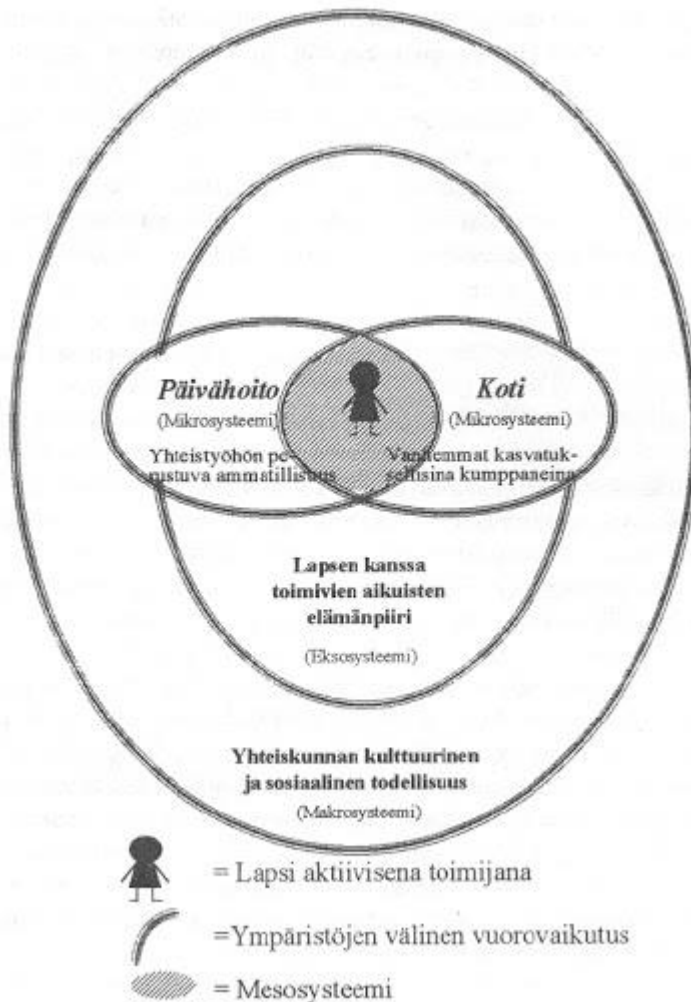 Päivähoito
(Mikrosysteemi)
Yhteistyöhön pe-
rustuva ammatillisuus
Koti
(Mikrosysteemi)
Vanhemmat kasvatuk-
sellisina kumppaneina
Lapsen kanssa
toimivien aikuisten
elämänpiiri
(Eksosysteemi)
Yhteiskunnan kulttuurinen
ja sosiaalinen todellisuus
(Makrosysteemi)
= Lapsi aktiivisena toimijana
=Ympäristöjen välinen vuorovaikutus
= Mesosysteemi